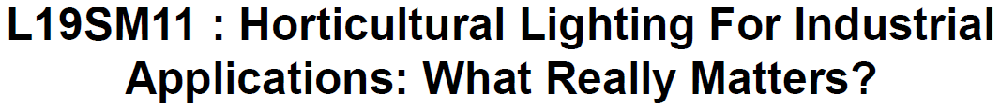 L19SM11 : Horticultural Lighting For Industrial
Applications: What Really Matters?